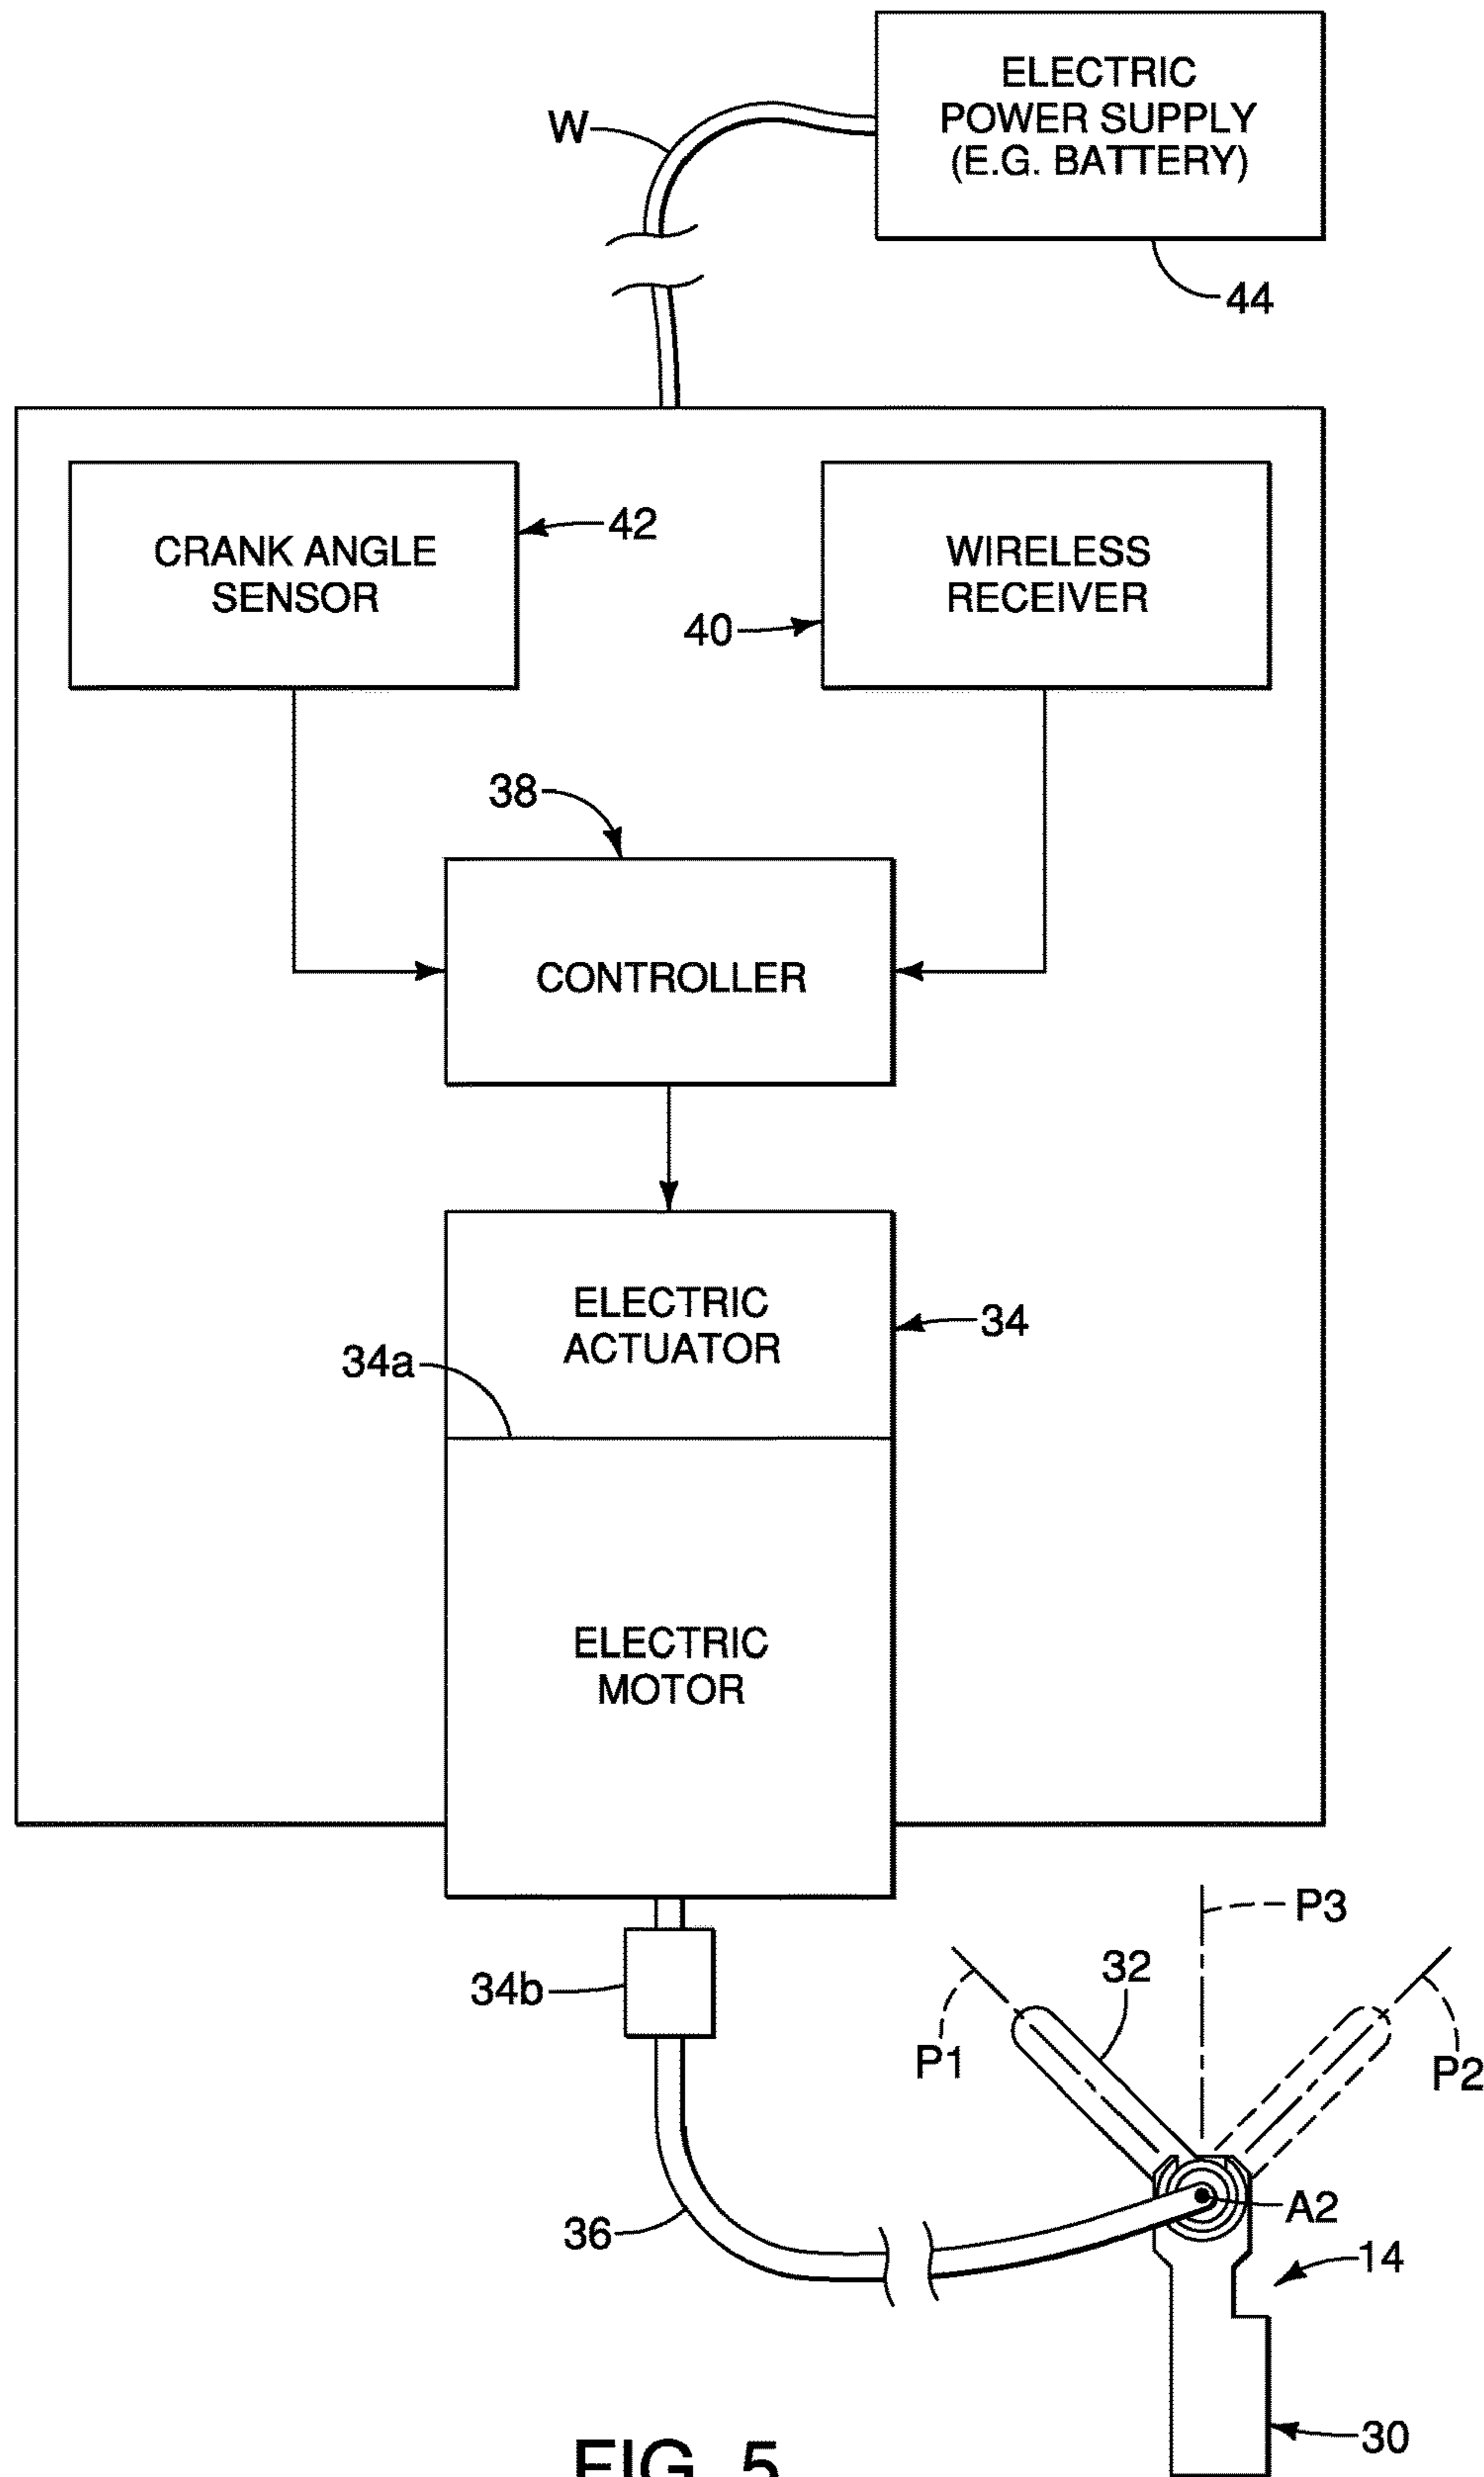 ELECTRIC
POWER SUPPLY
(E.G. BATTERY)
W
44
CRANK ANGLE
SENSOR
42
WIRELESS
RECEIVER
40
38
CONTROLLER
ELECTRIC
ACTUATOR
34
34a
ELECTRIC
MOTOR
P3
32
34b
P1
P2
A2
36
14
30
FIG. 5